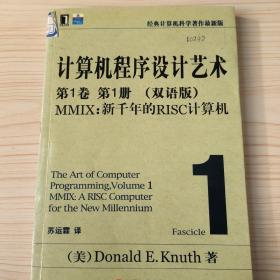 经典计算机科学著作最新版
计算机程序设计艺术
第1卷 第1册 (双语版)
MMIX:新千年的RISC计算机
The Art of Computer
Programming, Volume 1
MMIX: A RISC Computer
for the New Millennium
Fascicle
1
苏运霖 译
(美) Donald E. Knuth 著